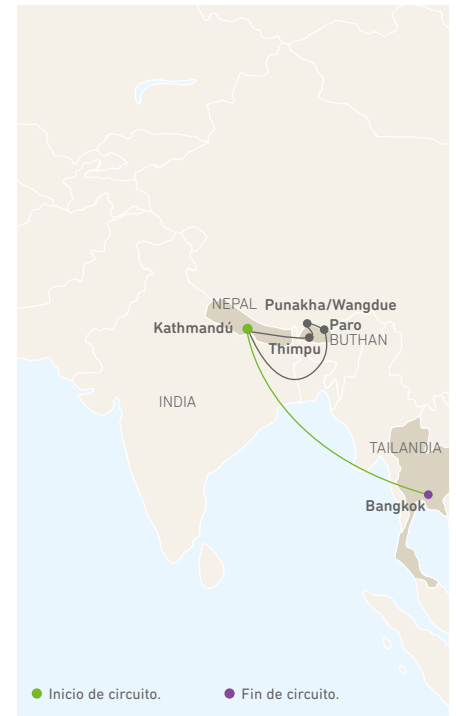 NEPAL
Punakha/Wangdue
Kathmandú
Paro
Thimpu
BUTHAN
INDIA
TAILANDIA
Bangkok
Inicio de circuito.
Fin de circuito.